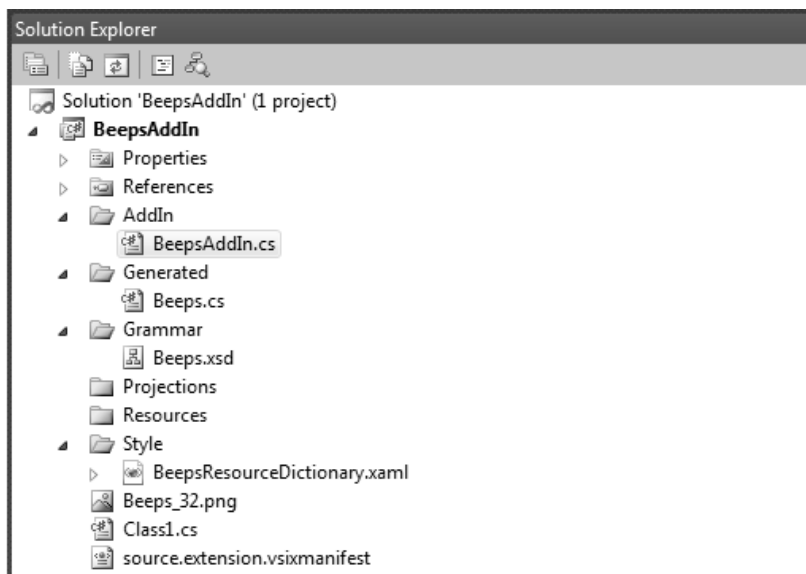 Solution Explorer
Solution 'BeepsAddIn' (1 project)
BeepsAddIn
Properties
References
AddIn
BeepsAddIn.cs
Generated
Beeps.cs
Grammar
Beeps.xsd
Projections
Resources
Style
BeepsResourceDictionary.xaml
Beeps_32.png
Class1.cs
source.extension.vsixmanifest